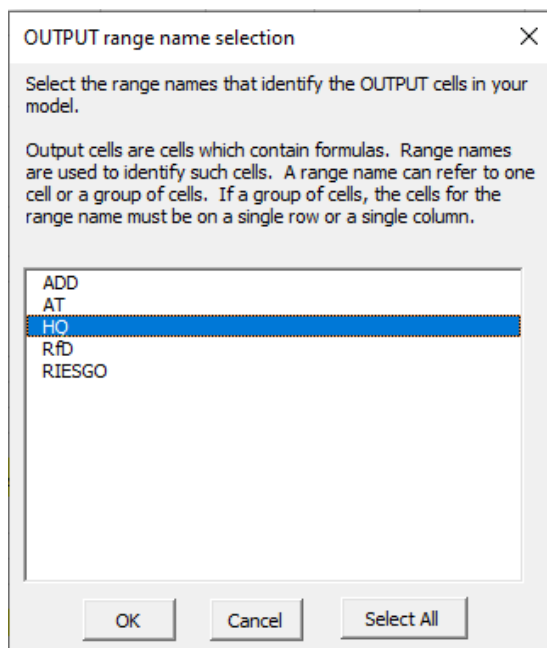 OUTPUT range name selection
Select the range names that identify the OUTPUT cells in your
model.
Output cells are cells which contain formulas. Range names
are used to identify such cells. A range name can refer to one
cell or a group of cells. If a group of cells, the cells for the
range name must be on a single row or a single column.
ADD
AT
HQ
RfD
RIESGO
OK
Cancel
Select All